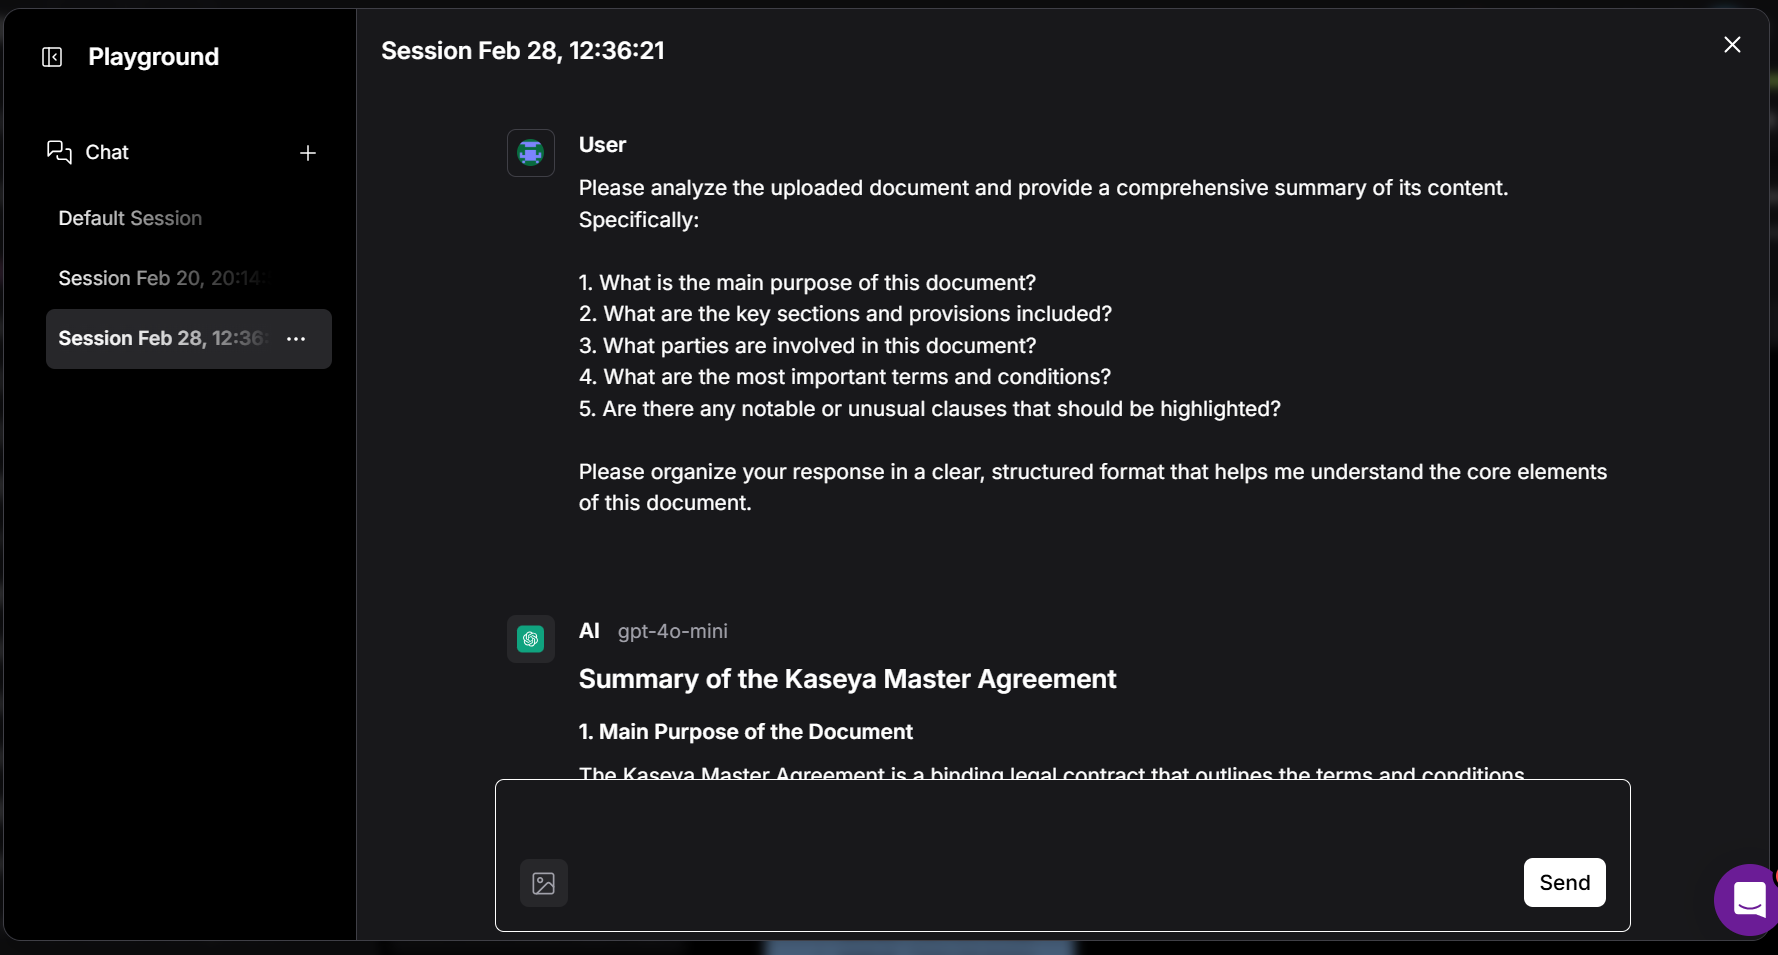 Playground
Chat
Default Session
Session Feb 20, 20:14:
Session Feb 28, 12:36:
Session Feb 28, 12:36:21
User
Please analyze the uploaded document and provide a comprehensive summary of its content.
Specifically:
1. What is the main purpose of this document?
2. What are the key sections and provisions included?
3. What parties are involved in this document?
4. What are the most important terms and conditions?
5. Are there any notable or unusual clauses that should be highlighted?
Please organize your response in a clear, structured format that helps me understand the core elements
of this document.
AI gpt-4o-mini
Summary of the Kaseya Master Agreement
1. Main Purpose of the Document
The Kaseya Master Agreement is a binding legal contract that outlines the terms and conditions
Send